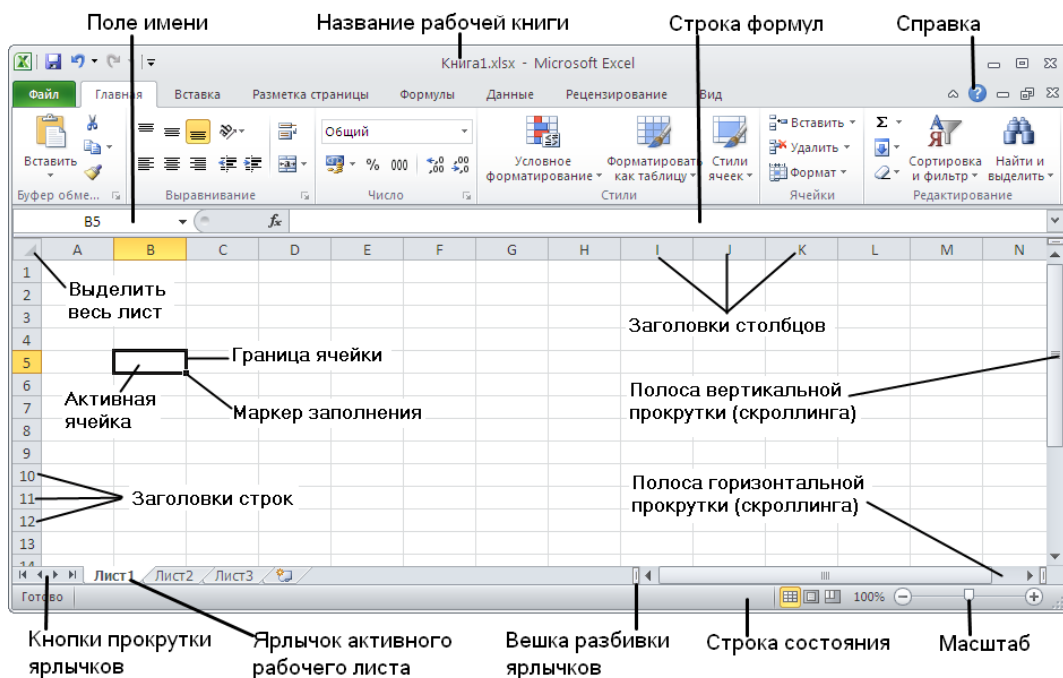 Поле имени
Название рабочей книги
Строка формул
Справка
Книга1.xlsx - Microsoft Excel
Файл Главная Вставка Разметка страницы Формулы Данные Рецензирование Вид
Вставить
Буфер обме...
Выравнивание
Общий
% 000 ,00 ,00
Число
Условное
форматирование
Форматировать
как таблицу
Стили
ячеек
Стили
Вставить
Удалить
Формат
Ячейки
Σ
Сортировка
и фильтр
Найти и
выделить
Редактирование
B5 fx
A B C D E F G H I J K L M N
1
2
3
4
5
6
7
8
9
10
11
12
13
14
Выделить
весь лист
Заголовки столбцов
Граница ячейки
Активная
ячейка
Маркер заполнения
Полоса вертикальной
прокрутки (скроллинга)
Заголовки строк
Полоса горизонтальной
прокрутки (скроллинга)
Лист1 Лист2 Лист3
Готово
100%
Кнопки прокрутки
ярлычков
Ярлычок активного
рабочего листа
Вешка разбивки
ярлычков
Строка состояния
Масштаб